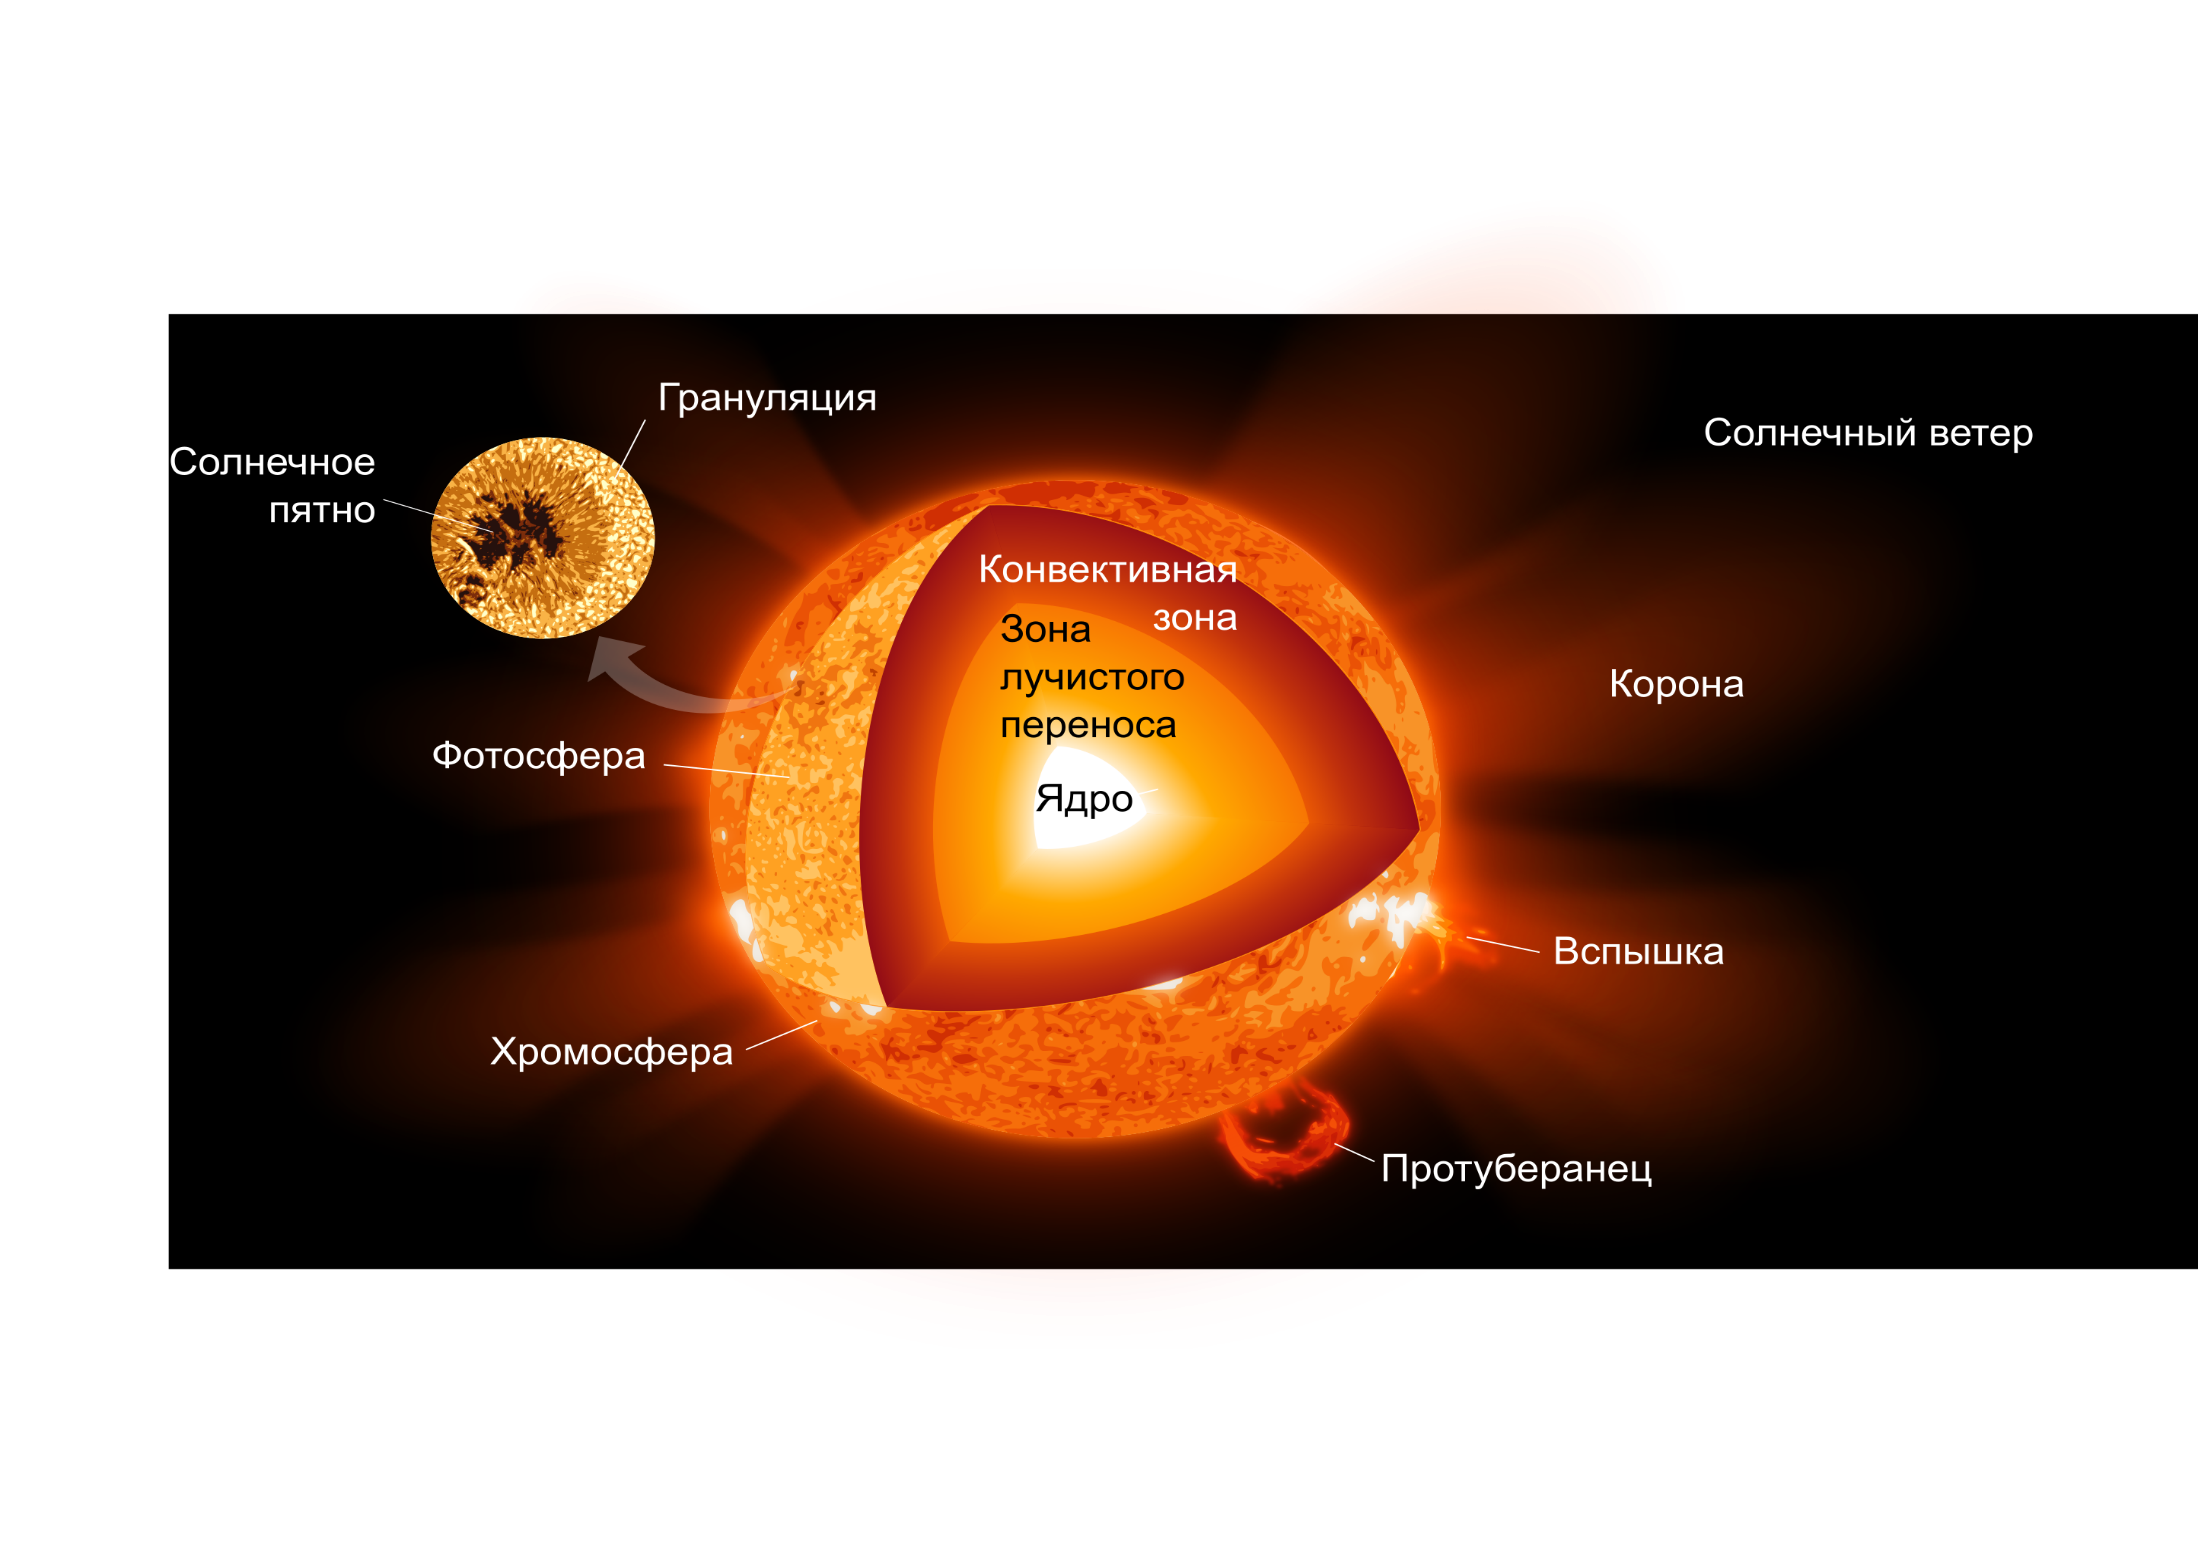 Грануляция
Солнечное
пятно
Солнечный ветер
Конвективная
зона
Зона
лучистого
переноса
Корона
Фотосфера
Ядро
Вспышка
Хромосфера
Протуберанец